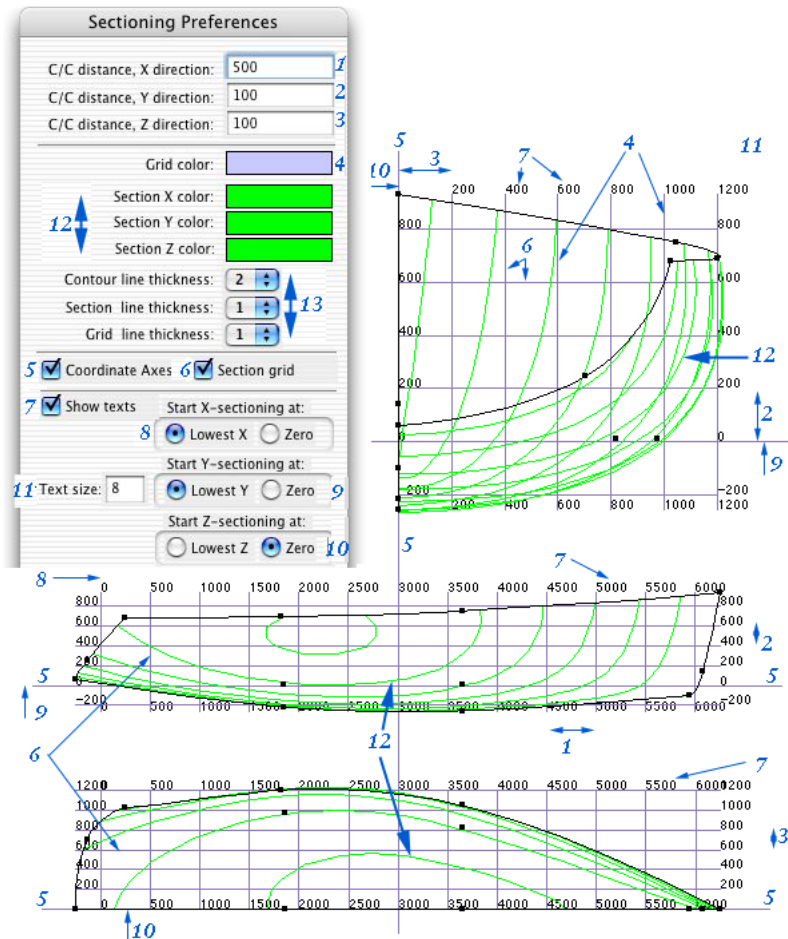 Sectioning Preferences
C/C distance, X direction: 500 1
C/C distance, Y direction: 100 2
C/C distance, Z direction: 100 3
Grid color: 4
Section X color:
12 Section Y color:
Section Z color:
Contour line thickness: 2
Section line thickness: 1 13
Grid line thickness: 1
5 Coordinate Axes 6 Section grid
7 Show texts Start X-sectioning at:
8 Lowest X Zero
Start Y-sectioning at:
11 Text size: 8 Lowest Y Zero 9
Start Z-sectioning at:
Lowest Z Zero 10
5 4 11
10 3 7
200 400 600 800 1000 1200
800 800
6
600 600
400 400
12
200 200
2
0 0
9
-200 -200
200 400 600 800 1000 1200
5
8 7
0 500 1000 1500 2000 2500 3000 3500 4000 4500 5000 5500 6000
800 800
600 600
2
400 400
200 200
5 0 0 5
-200 -200
0 500 1000 1500 2000 2500 3000 3500 4000 4500 5000 5500 6000
9
12
1
6
7
1200 0 500 1000 1500 2000 2500 3000 3500 4000 4500 5000 5500 6000 1200
1000 1000
800 800
3
600 600
400 400
200 200
5 0 500 1000 1500 2000 2500 3000 3500 4000 4500 5000 5500 6000 0 5
10